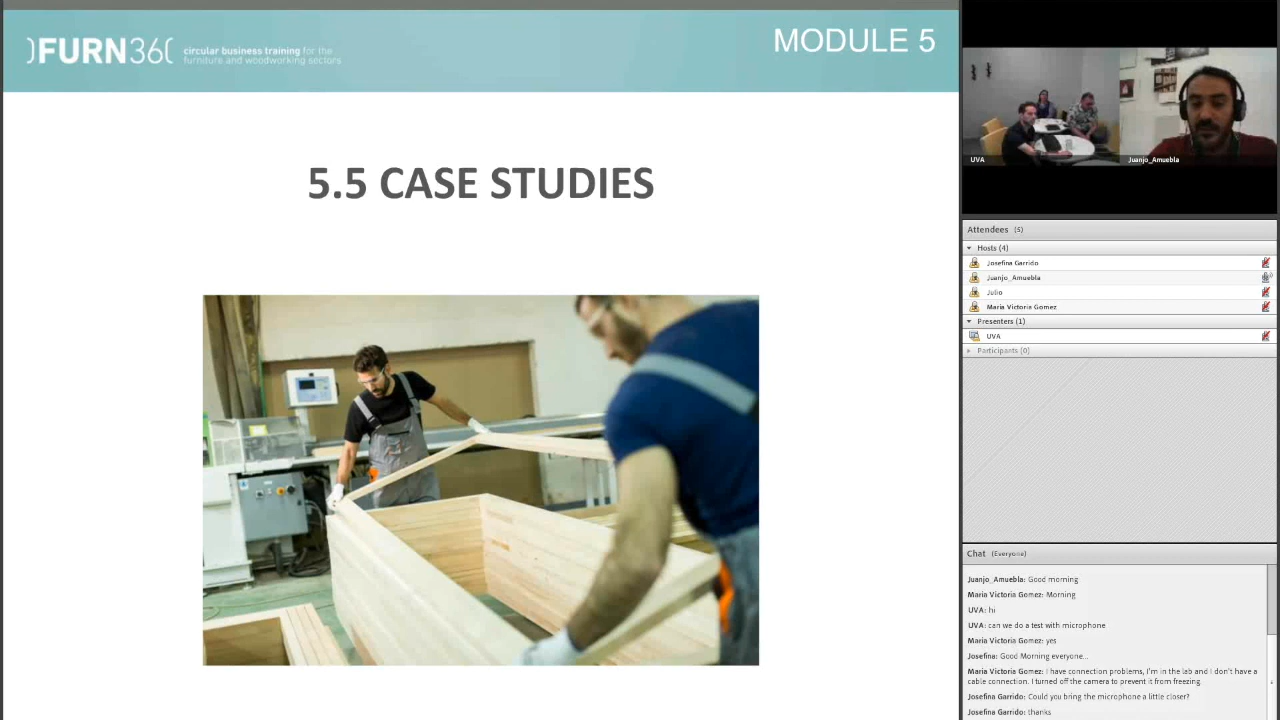 )FURN36(
circular business training for the
furniture and woodworking sectors
MODULE 5
5.5 CASE STUDIES
UVA
Juanjo_Amuebla
Attendees (5)
Hosts (4)
Josefina Garrido
Juanjo_Amuebla
Julio
Maria Victoria Gomez
Presenters (1)
UVA
Participants (0)
Chat (Everyone)
Juanjo_Amuebla: Good morning
Maria Victoria Gomez: Morning
UVA: hi
UVA: can we do a test with microphone
Maria Victoria Gomez: yes
Josefina: Good Morning everyone...
Maria Victoria Gomez: I have connection problems, I'm in the lab and I don't have a
cable connection. I turned off the camera to prevent it from freezing.
Josefina Garrido: Could you bring the microphone a little closer?
Josefina Garrido: thanks